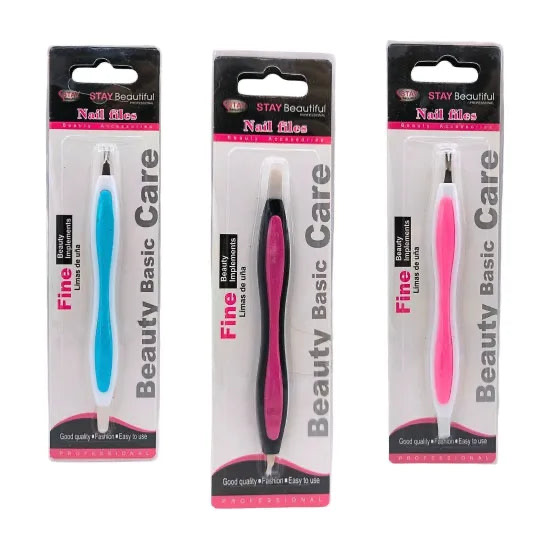 STAY
STAY Beautiful
PROFESSIONAL
Nail files
Beauty Accessories
Fine
Beauty
Implements
Limas de uña
Beauty Basic Care
Good quality ■ Fashion ■ Easy to use
PROFESSIONAL
STAY
STAY Beautiful
PROFESSIONAL
Nail files
Beauty Accessories
Fine
Beauty
Implements
Limas de uña
Beauty Basic Care
Good quality ■ Fashion ■ Easy to use
PROFESSIONAL
STAY
STAY Beautiful
PROFESSIONAL
Nail files
Beauty Accessories
Fine
Beauty
Implements
Limas de uña
Beauty Basic Care
Good quality ■ Fashion ■ Easy to use
PROFESSIONAL